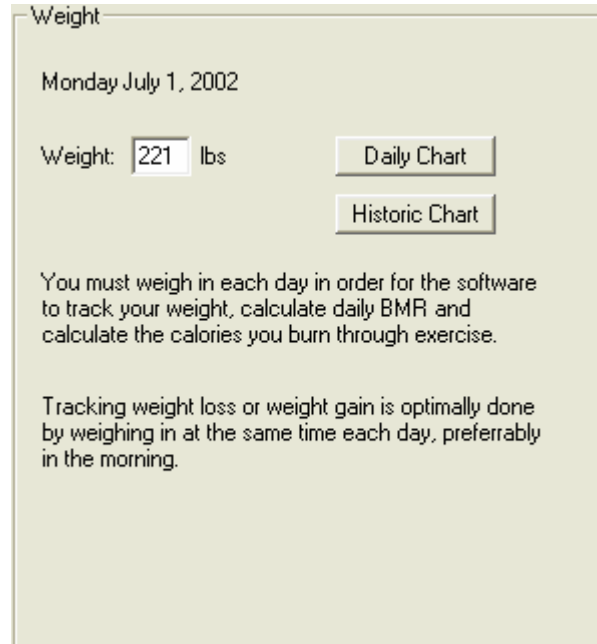 Weight
Monday July 1, 2002
Weight: 221 lbs Daily Chart
Historic Chart
You must weigh in each day in order for the software
to track your weight, calculate daily BMR and
calculate the calories you burn through exercise.
Tracking weight loss or weight gain is optimally done
by weighing in at the same time each day, preferrably
in the morning.